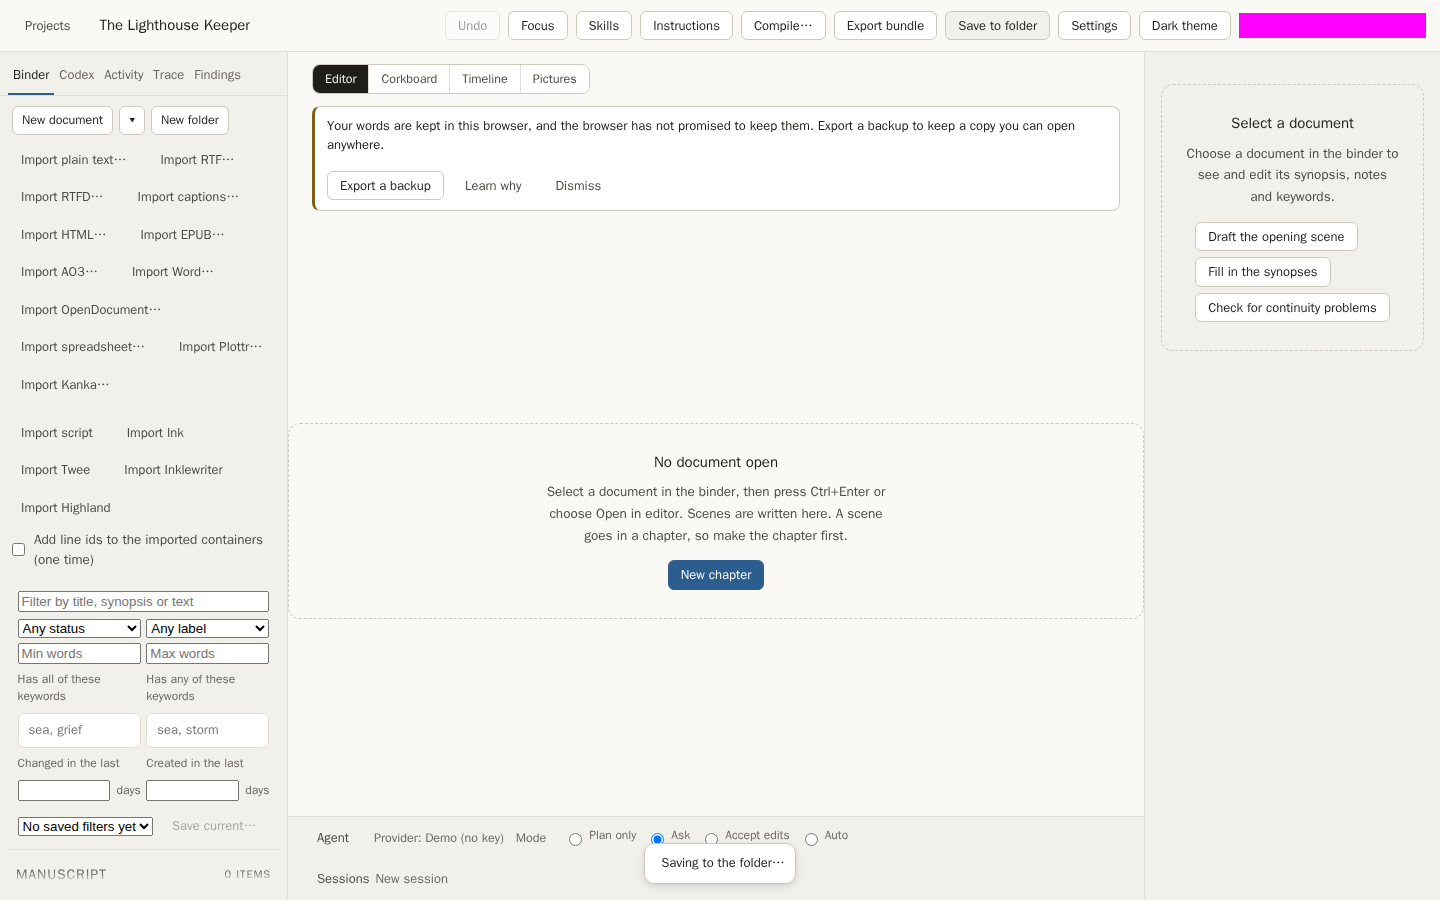 Projects The Lighthouse Keeper Undo Focus Skills Instructions Compile⋯ Export bundle Save to folder Settings Dark theme
Binder Codex Activity Trace Findings
New document ▾ New folder
Import plain text⋯ Import RTF⋯
Import RTFD⋯ Import captions⋯
Import HTML⋯ Import EPUB⋯
Import AO3⋯ Import Word⋯
Import OpenDocument⋯
Import spreadsheet⋯ Import Plottr⋯
Import Kanka⋯
Import script Import Ink
Import Twee Import Inklewriter
Import Highland
Add line ids to the imported containers
(one time)
Filter by title, synopsis or text
Any status Any label
Min words Max words
Has all of these keywords
Has any of these keywords
sea, grief sea, storm
Changed in the last Created in the last
days days
No saved filters yet Save current⋯
MANUSCRIPT 0 ITEMS
Editor Corkboard Timeline Pictures
Your words are kept in this browser, and the browser has not promised to keep them. Export a backup to keep a copy you can open
anywhere.
Export a backup Learn why Dismiss
No document open
Select a document in the binder, then press Ctrl+Enter or
choose Open in editor. Scenes are written here. A scene
goes in a chapter, so make the chapter first.
New chapter
Agent Provider: Demo (no key) Mode Plan only Ask Accept edits Auto
Saving to the folder⋯
Sessions New session
Select a document
Choose a document in the binder to
see and edit its synopsis, notes
and keywords.
Draft the opening scene
Fill in the synopses
Check for continuity problems